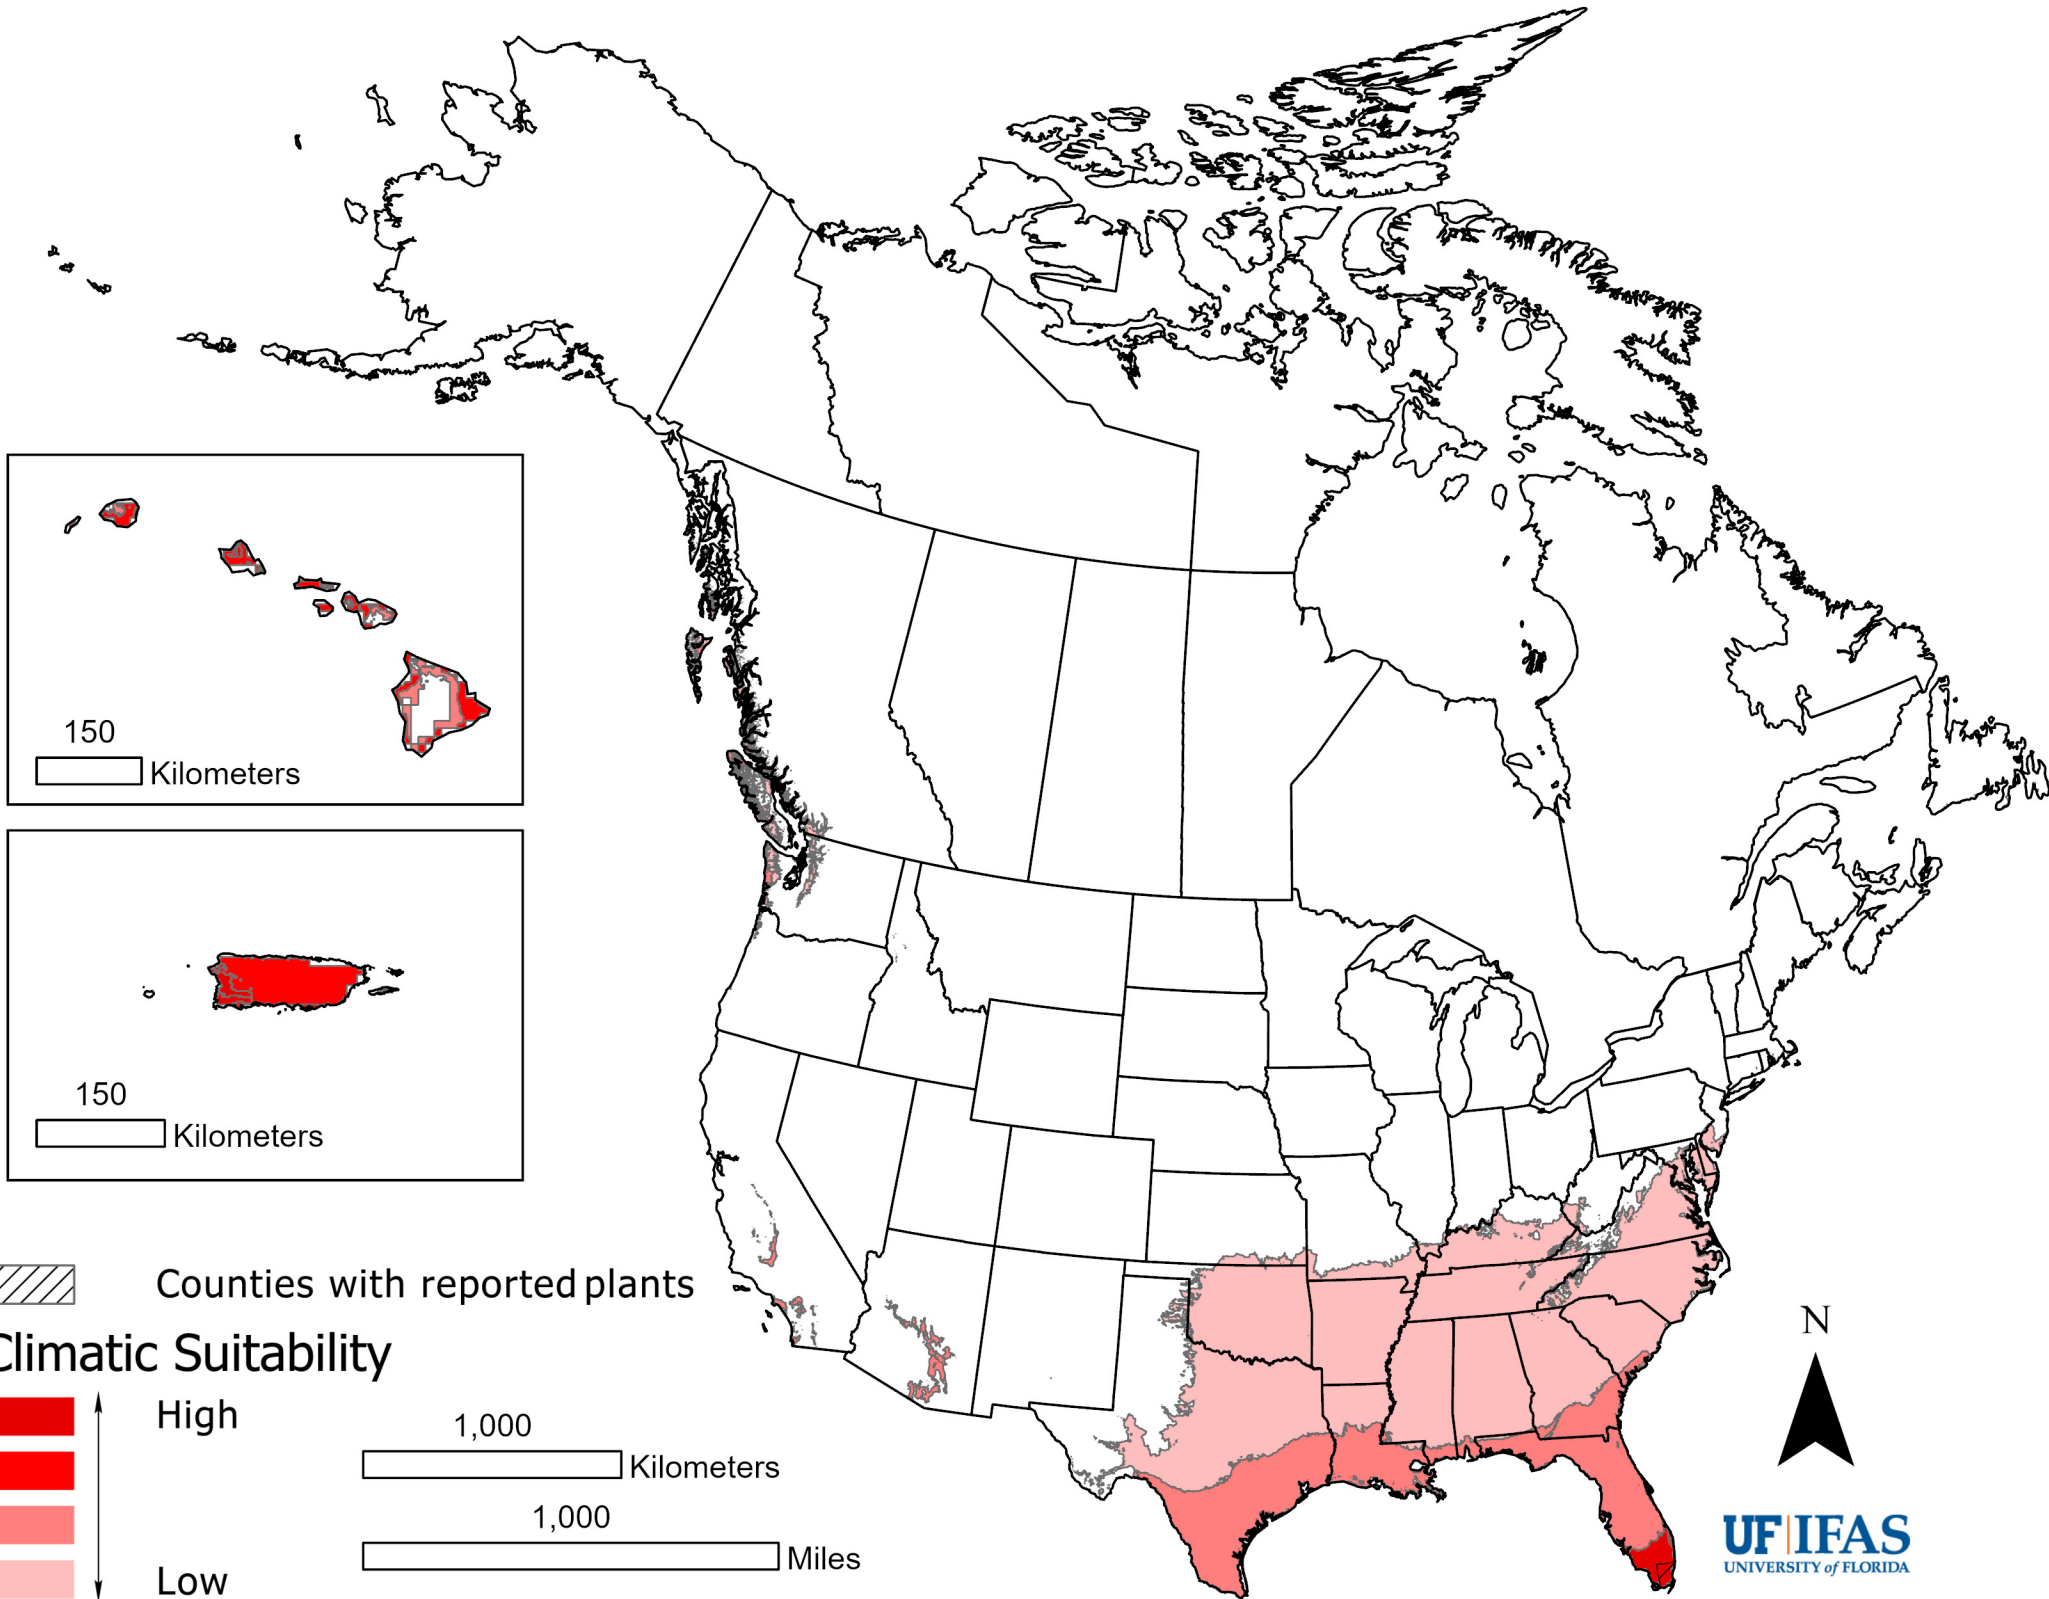 150
Kilometers
150
Kilometers
Counties with reported plants
Climatic Suitability
High
Low
1,000
Kilometers
1,000
Miles
N
UF|IFAS
UNIVERSITY of FLORIDA